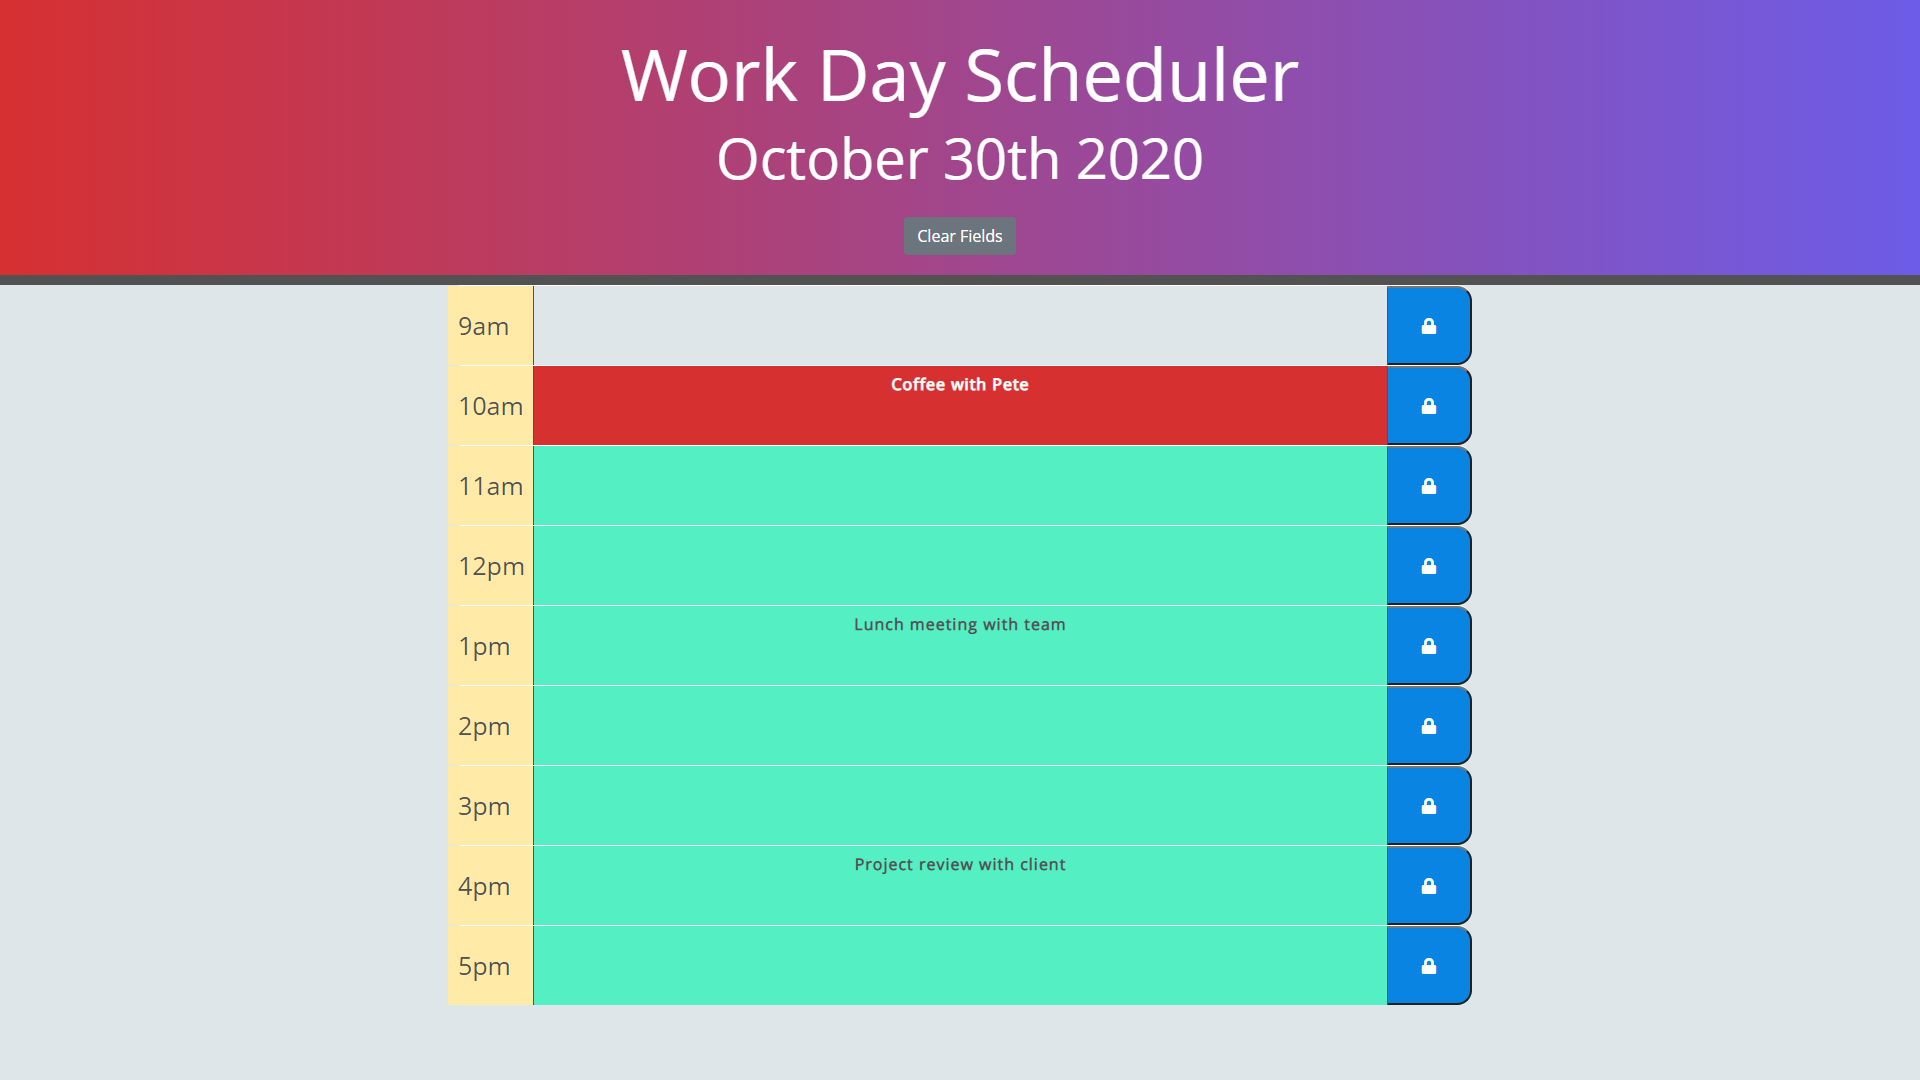 Work Day Scheduler
October 30th 2020
Clear Fields
9am
10am
Coffee with Pete
11am
12pm
1pm
Lunch meeting with team
2pm
3pm
4pm
Project review with client
5pm